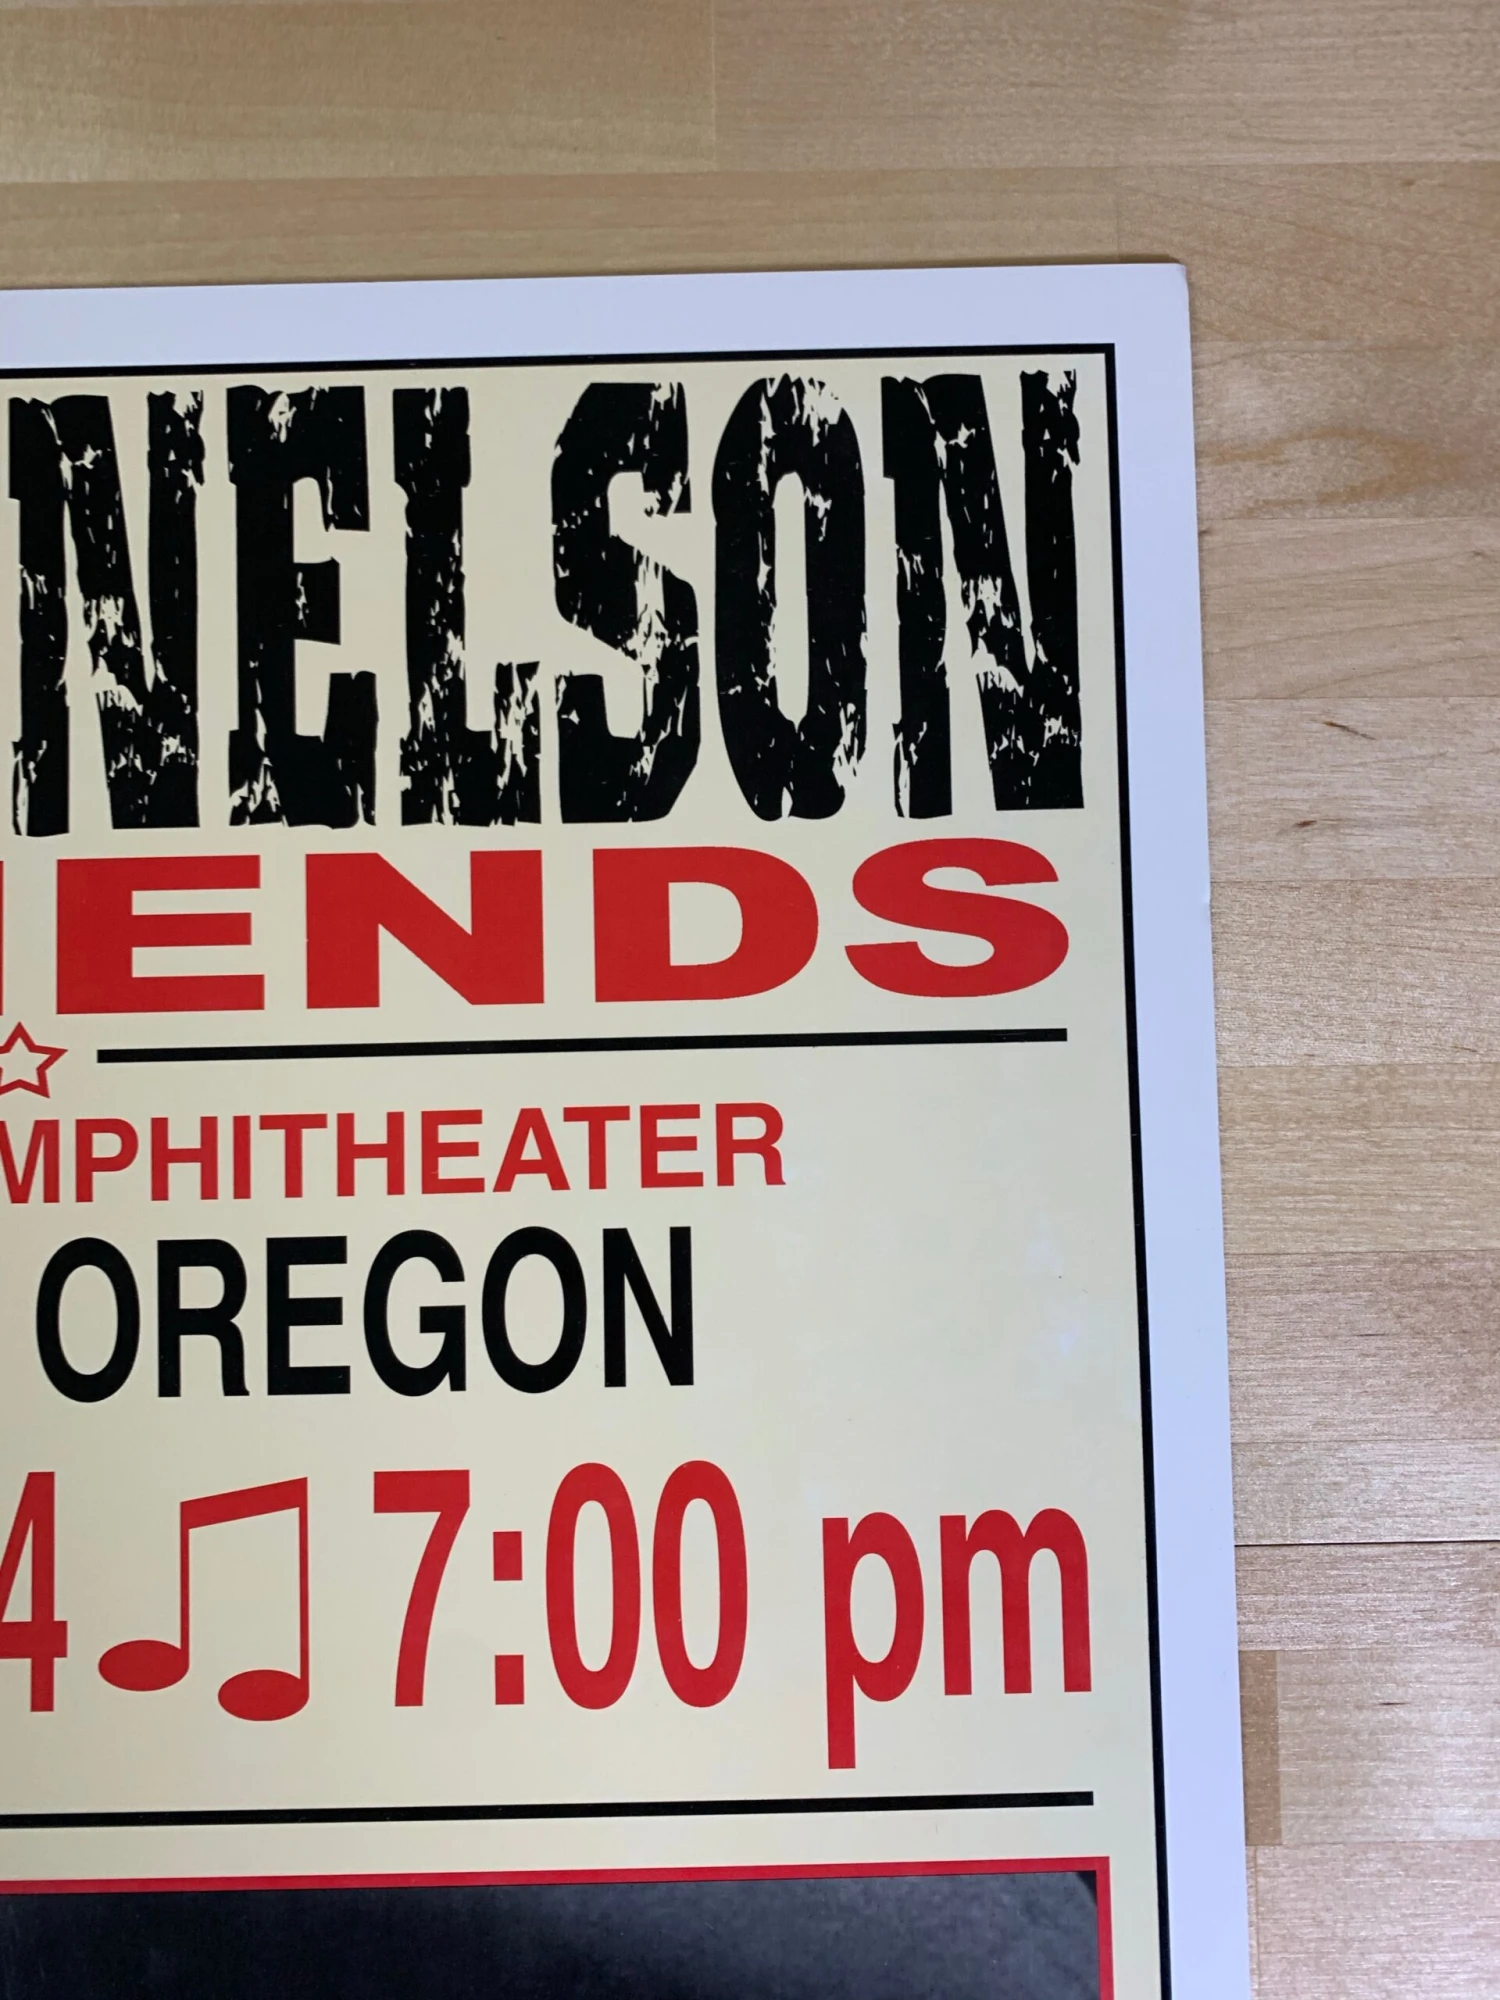 NELSON
IENDS
MPHITHEATER
OREGON
4 7:00 pm